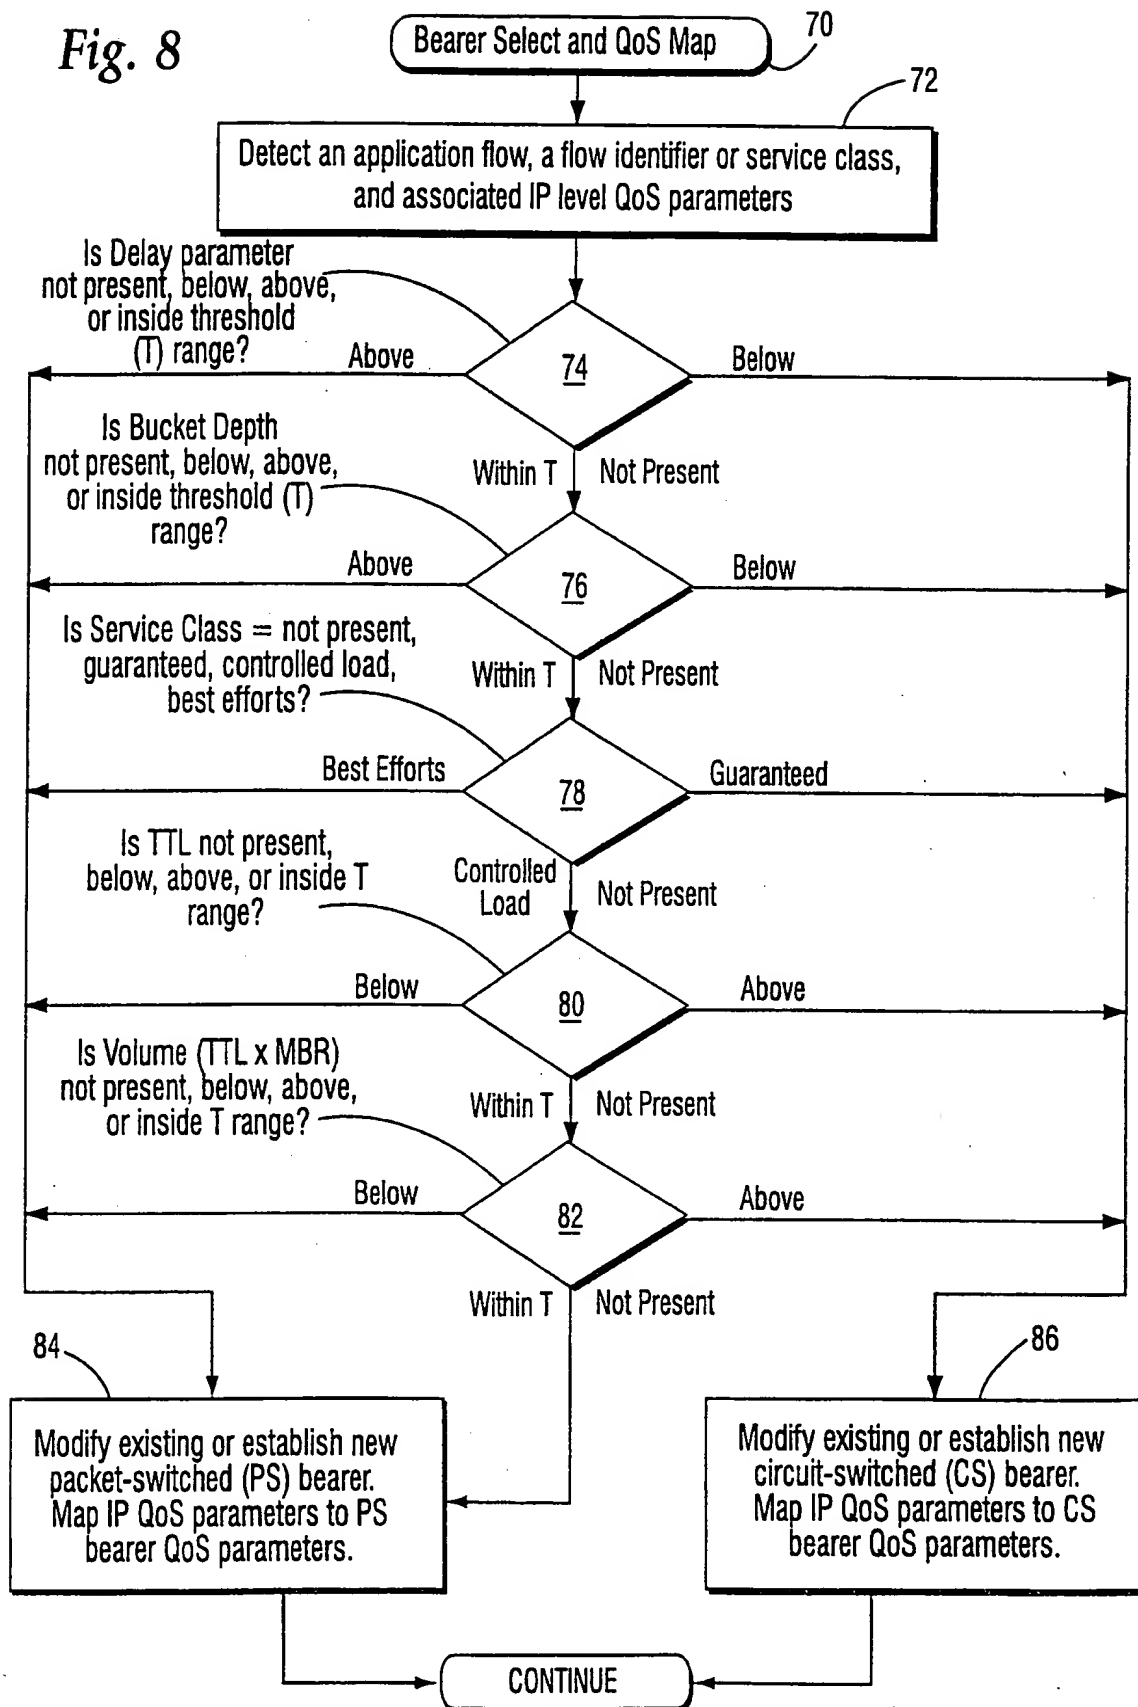 Fig. 8
Bearer Select and QoS Map
70
72
Detect an application flow, a flow identifier or service class,
and associated IP level QoS parameters
Is Delay parameter
not present, below, above,
or inside threshold
(T) range?
Above
74
Below
Within T
Not Present
Is Bucket Depth
not present, below, above,
or inside threshold (T)
range?
Above
76
Below
Within T
Not Present
Is Service Class = not present,
guaranteed, controlled load,
best efforts?
Best Efforts
78
Guaranteed
Controlled
Load
Not Present
Is TTL not present,
below, above, or inside T
range?
Below
80
Above
Within T
Not Present
Is Volume (TTL x MBR)
not present, below, above,
or inside T range?
Below
82
Above
Within T
Not Present
84
Modify existing or establish new
packet-switched (PS) bearer.
Map IP QoS parameters to PS
bearer QoS parameters.
86
Modify existing or establish new
circuit-switched (CS) bearer.
Map IP QoS parameters to CS
bearer QoS parameters.
CONTINUE